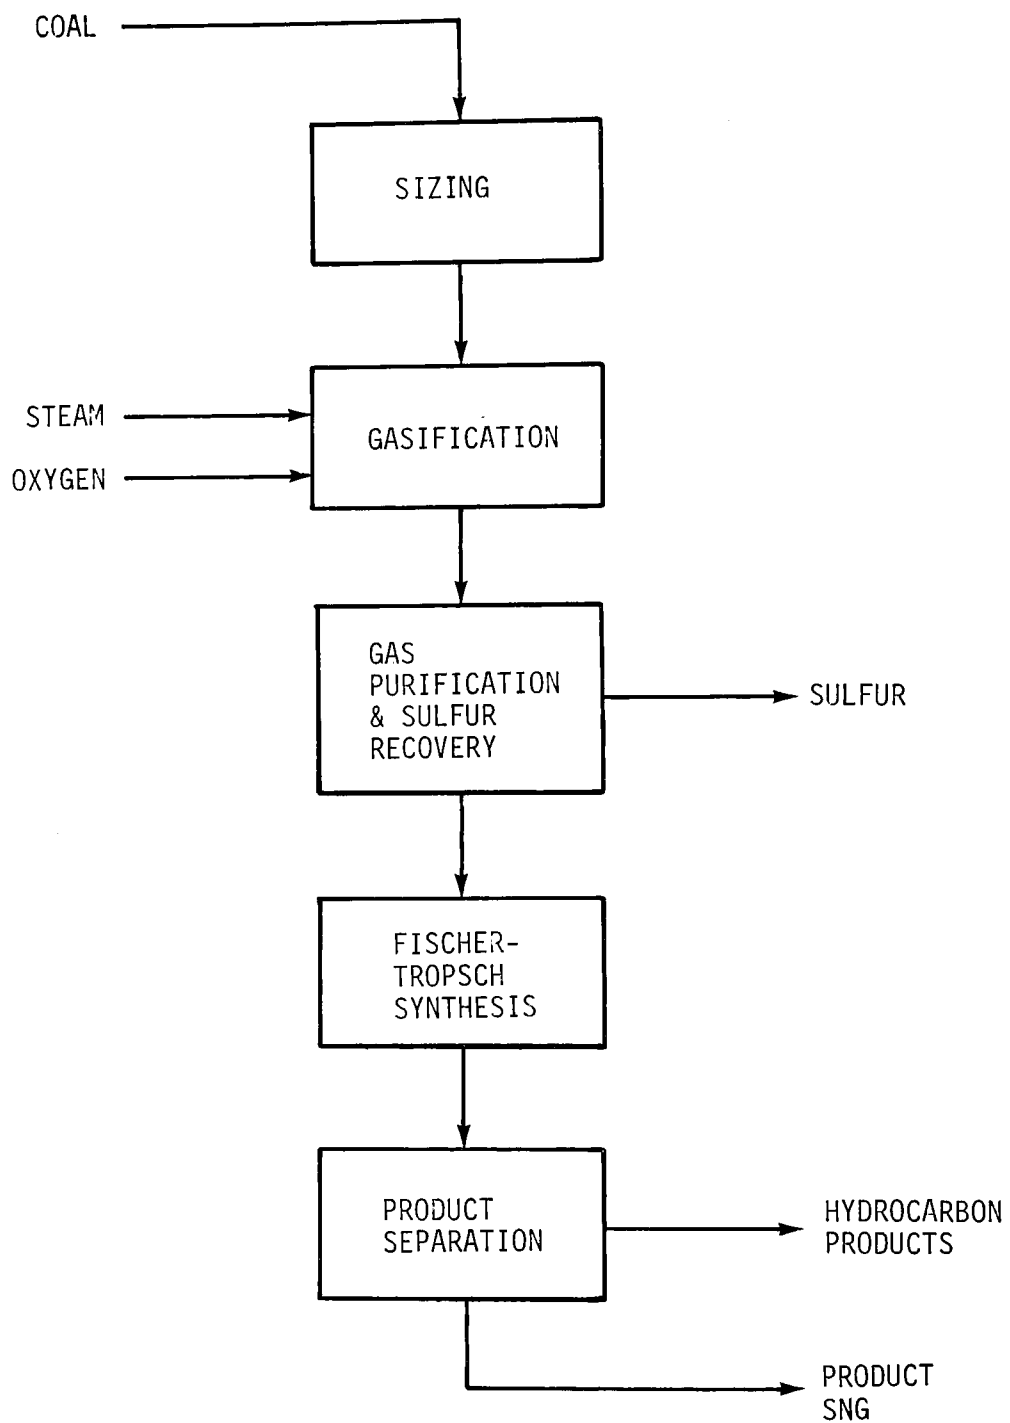 COAL
SIZING
STEAM
OXYGEN
GASIFICATION
GAS
PURIFICATION
& SULFUR
RECOVERY
SULFUR
FISCHER-
TROPSCH
SYNTHESIS
PRODUCT
SEPARATION
HYDROCARBON
PRODUCTS
PRODUCT
SNG